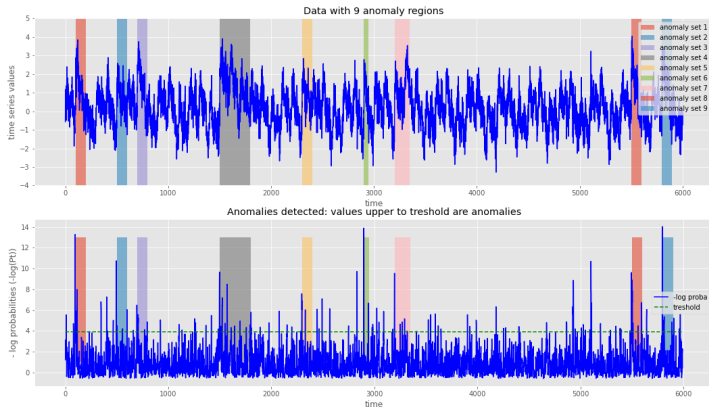 Data with 9 anomaly regions
time series values
5
4
3
2
1
0
−1
−2
−3
−4
0 1000 2000 3000 4000 5000 6000
time
anomaly set 1
anomaly set 2
anomaly set 3
anomaly set 4
anomaly set 5
anomaly set 6
anomaly set 7
anomaly set 8
anomaly set 9
Anomalies detected: values upper to treshold are anomalies
- log probabilities (-log(Pt))
14
12
10
8
6
4
2
0
0 1000 2000 3000 4000 5000 6000
time
-log proba
treshold